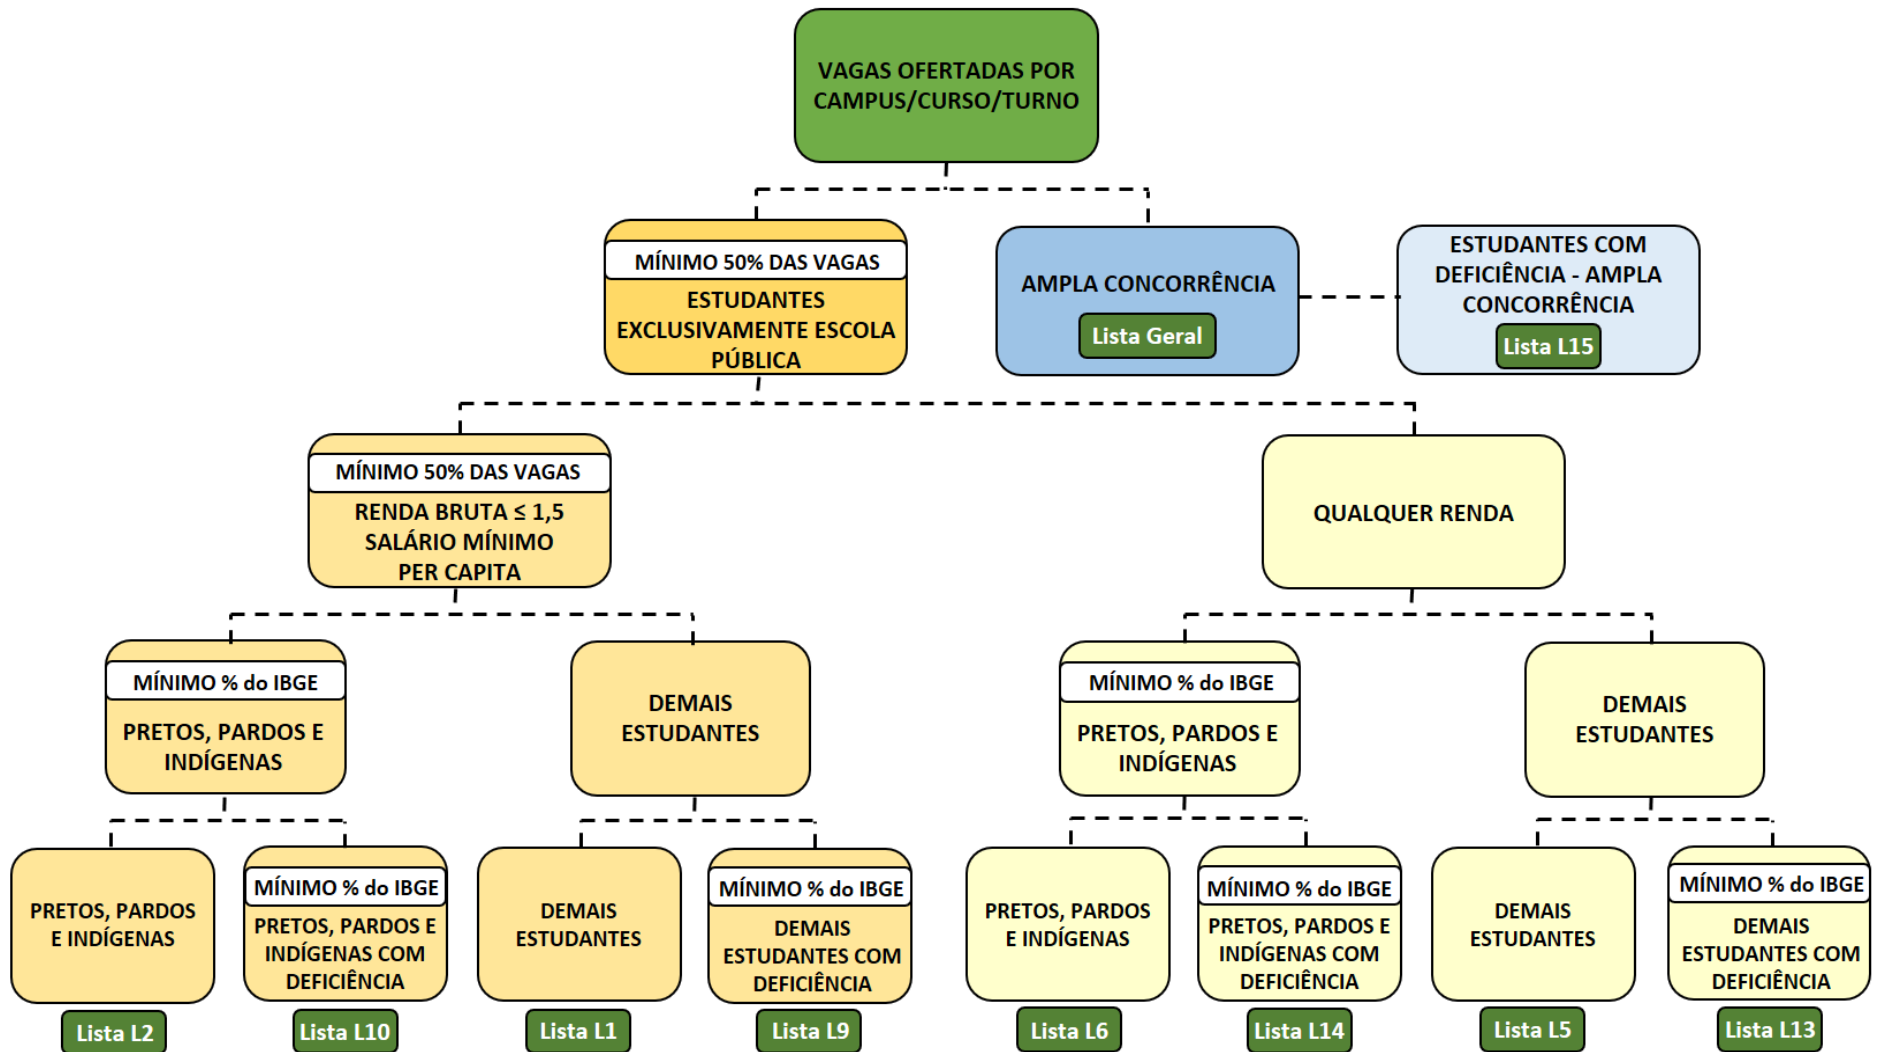 VAGAS OFERTADAS POR
CAMPUS/CURSO/TURNO
MÍNIMO 50% DAS VAGAS
ESTUDANTES
EXCLUSIVAMENTE ESCOLA
PÚBLICA
AMPLA CONCORRÊNCIA
Lista Geral
ESTUDANTES COM
DEFICIÊNCIA - AMPLA
CONCORRÊNCIA
Lista L15
MÍNIMO 50% DAS VAGAS
RENDA BRUTA ≤ 1,5
SALÁRIO MÍNIMO
PER CAPITA
QUALQUER RENDA
MÍNIMO % do IBGE
PRETOS, PARDOS E
INDÍGENAS
DEMAIS
ESTUDANTES
MÍNIMO % do IBGE
PRETOS, PARDOS E
INDÍGENAS
DEMAIS
ESTUDANTES
PRETOS, PARDOS
E INDÍGENAS
Lista L2
MÍNIMO % do IBGE
PRETOS, PARDOS E
INDÍGENAS COM
DEFICIÊNCIA
Lista L10
DEMAIS
ESTUDANTES
Lista L1
MÍNIMO % do IBGE
DEMAIS
ESTUDANTES COM
DEFICIÊNCIA
Lista L9
PRETOS, PARDOS
E INDÍGENAS
Lista L6
MÍNIMO % do IBGE
PRETOS, PARDOS E
INDÍGENAS COM
DEFICIÊNCIA
Lista L14
DEMAIS
ESTUDANTES
Lista L5
MÍNIMO % do IBGE
DEMAIS
ESTUDANTES COM
DEFICIÊNCIA
Lista L13